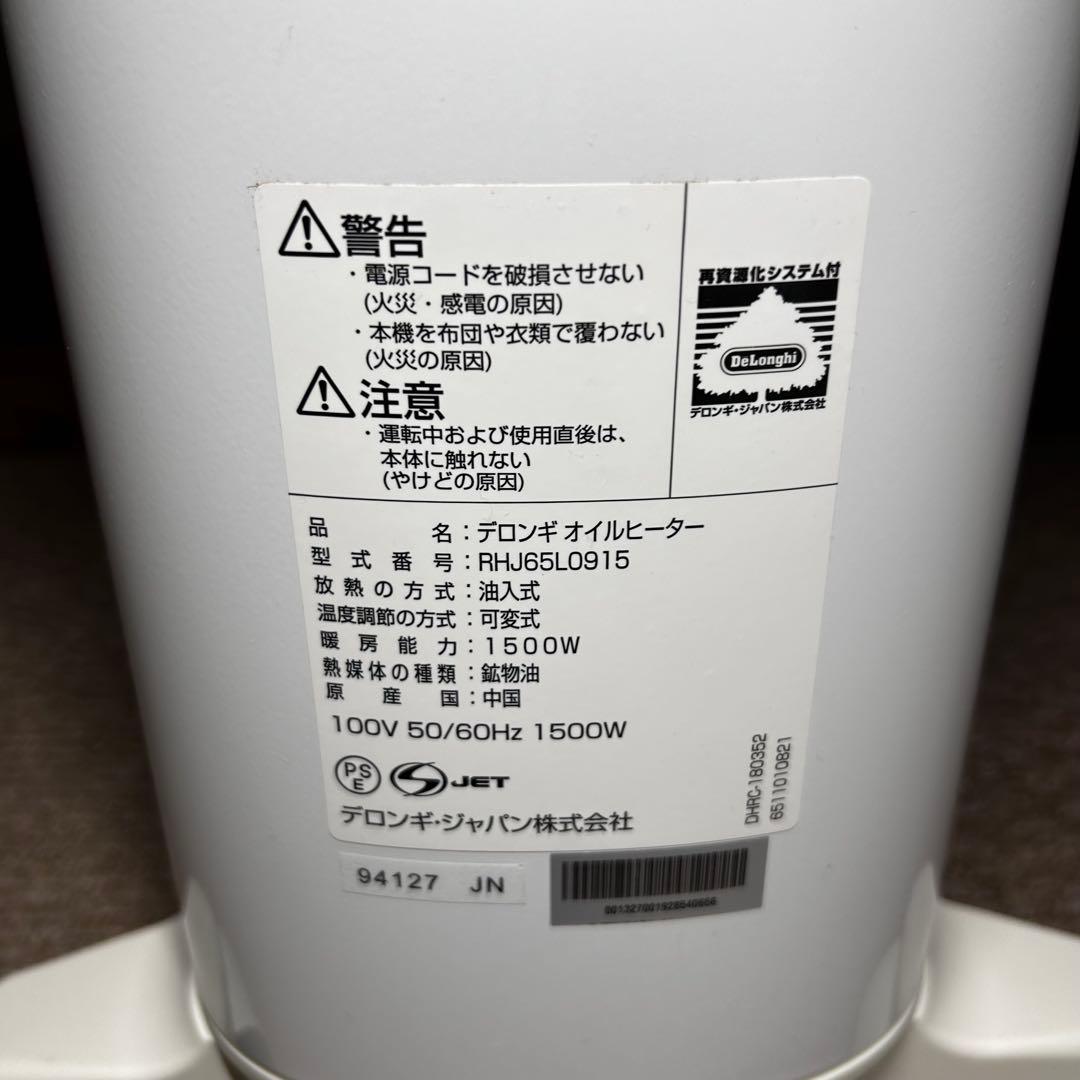 警告
・電源コードを破損させない
(火災・感電の原因)
・本機を布団や衣類で覆わない
(火災の原因)
注意
・運転中および使用直後は、
本体に触れない
(やけどの原因)
再資源化システム付
DeLonghi
デロンギ・ジャパン株式会社
品名：デロンギ オイルヒーター
型式番号：RHJ65L0915
放熱の方式：油入式
温度調節の方式：可変式
暖房能力：1500W
熱媒体の種類：鉱物油
原産国：中国
100V 50/60Hz 1500W
PSE
S JET
デロンギ・ジャパン株式会社
DHRC-180352
6511010821
94127 JN
001327001928640656